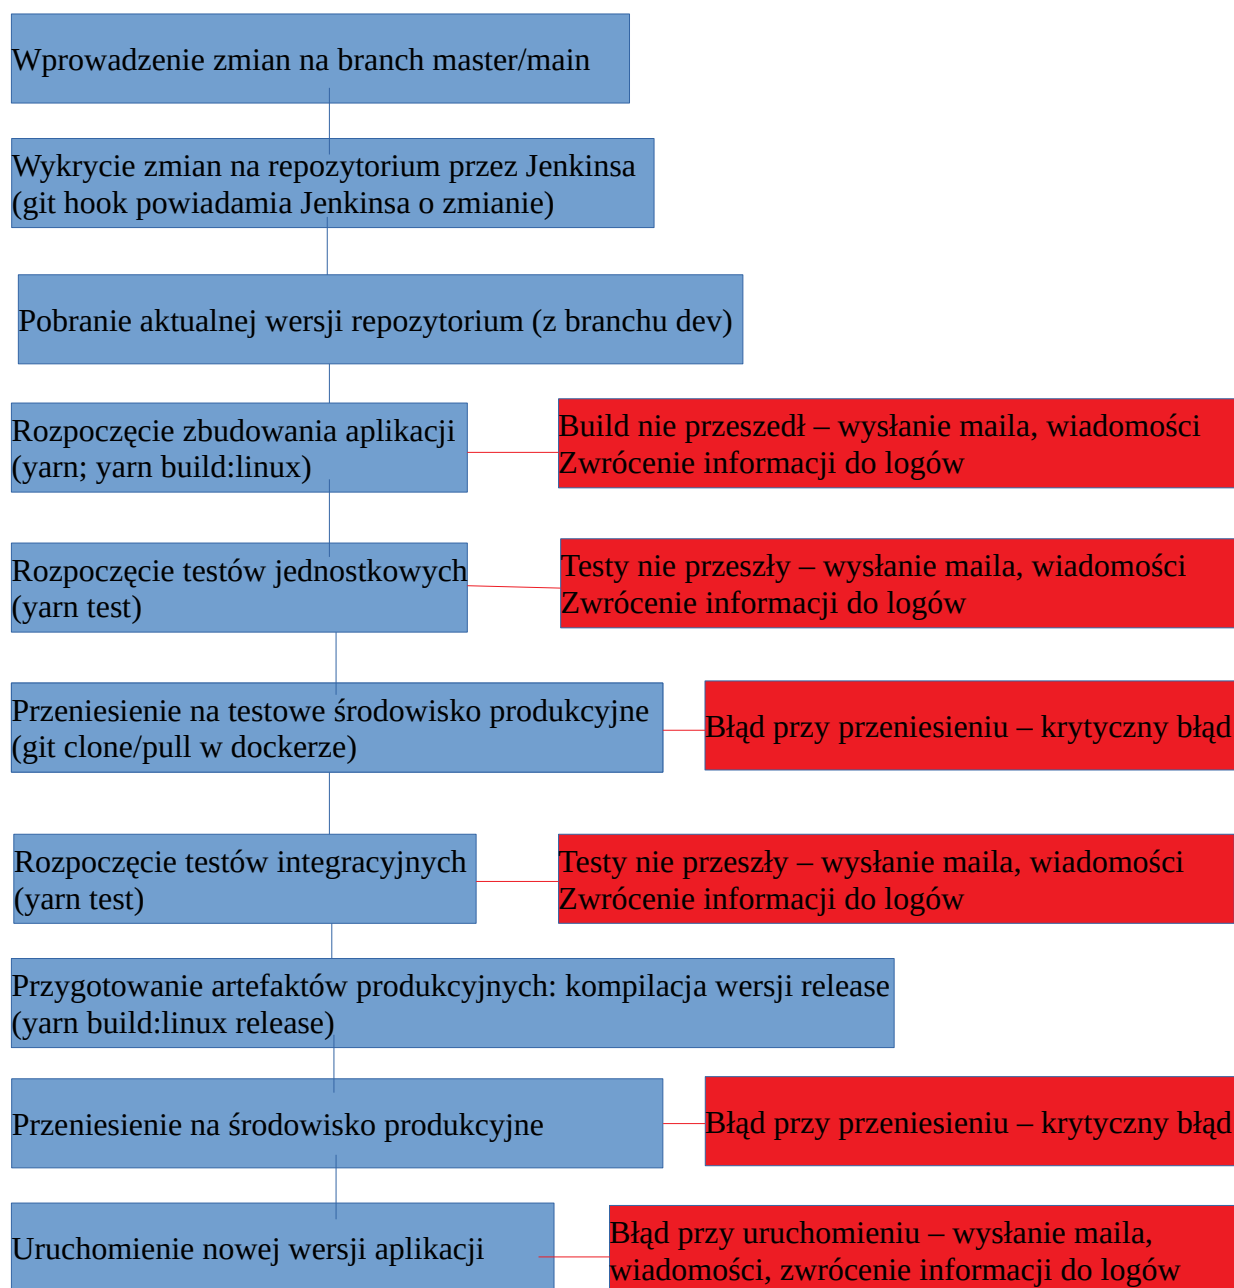 Wprowadzenie zmian na branch master/main
Wykrycie zmian na repozytorium przez Jenkinsa
(git hook powiadamia Jenkinsa o zmianie)
Pobranie aktualnej wersji repozytorium (z branchu dev)
Rozpoczęcie zbudowania aplikacji
(yarn; yarn build:linux)
Build nie przeszedł – wysłanie maila, wiadomości
Zwrócenie informacji do logów
Rozpoczęcie testów jednostkowych
(yarn test)
Testy nie przeszły – wysłanie maila, wiadomości
Zwrócenie informacji do logów
Przeniesienie na testowe środowisko produkcyjne
(git clone/pull w dockerze)
Błąd przy przeniesieniu – krytyczny błąd
Rozpoczęcie testów integracyjnych
(yarn test)
Testy nie przeszły – wysłanie maila, wiadomości
Zwrócenie informacji do logów
Przygotowanie artefaktów produkcyjnych: kompilacja wersji release
(yarn build:linux release)
Przeniesienie na środowisko produkcyjne
Błąd przy przeniesieniu – krytyczny błąd
Uruchomienie nowej wersji aplikacji
Błąd przy uruchomieniu – wysłanie maila,
wiadomości, zwrócenie informacji do logów